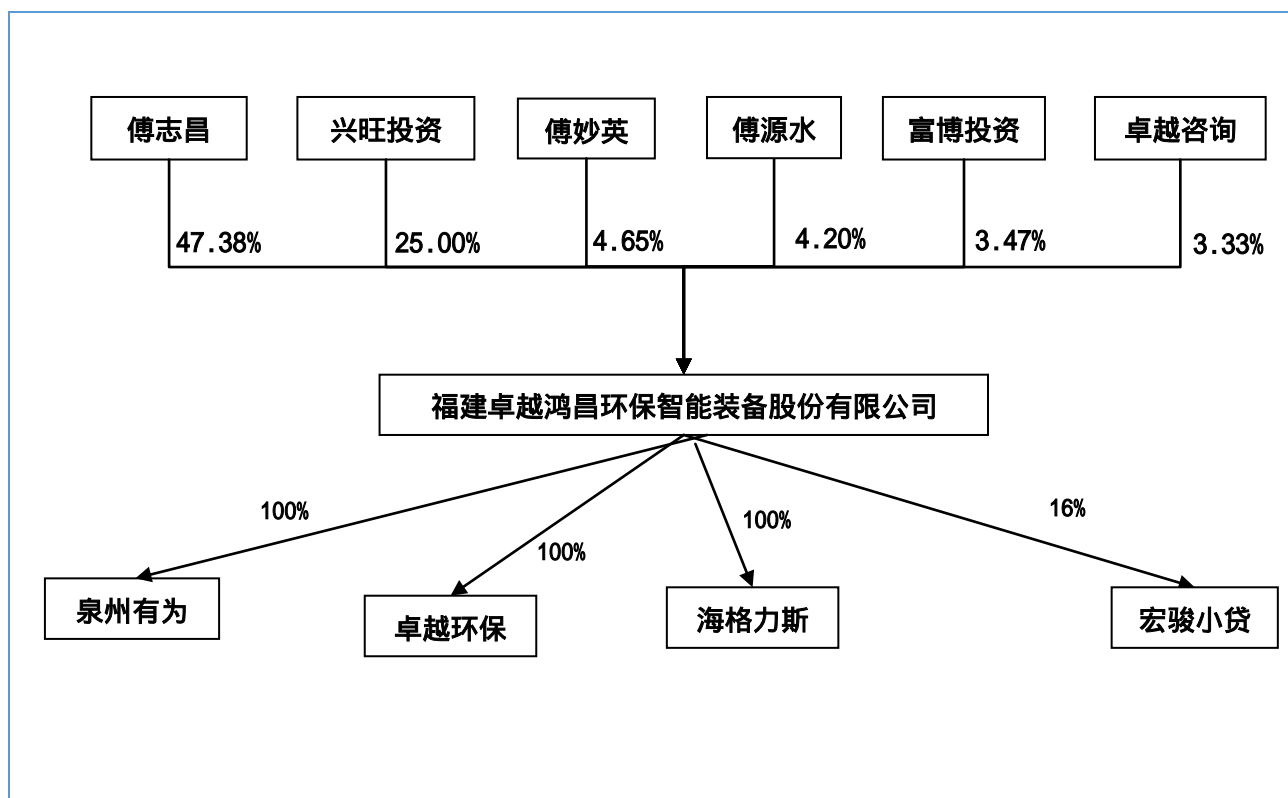 傅志昌
兴旺投资
傅妙英
傅源水
富博投资
卓越咨询
47.38%
25.00%
4.65%
4.20%
3.47%
3.33%
福建卓越鸿昌环保智能装备股份有限公司
100%
100%
100%
16%
泉州有为
卓越环保
海格力斯
宏骏小贷